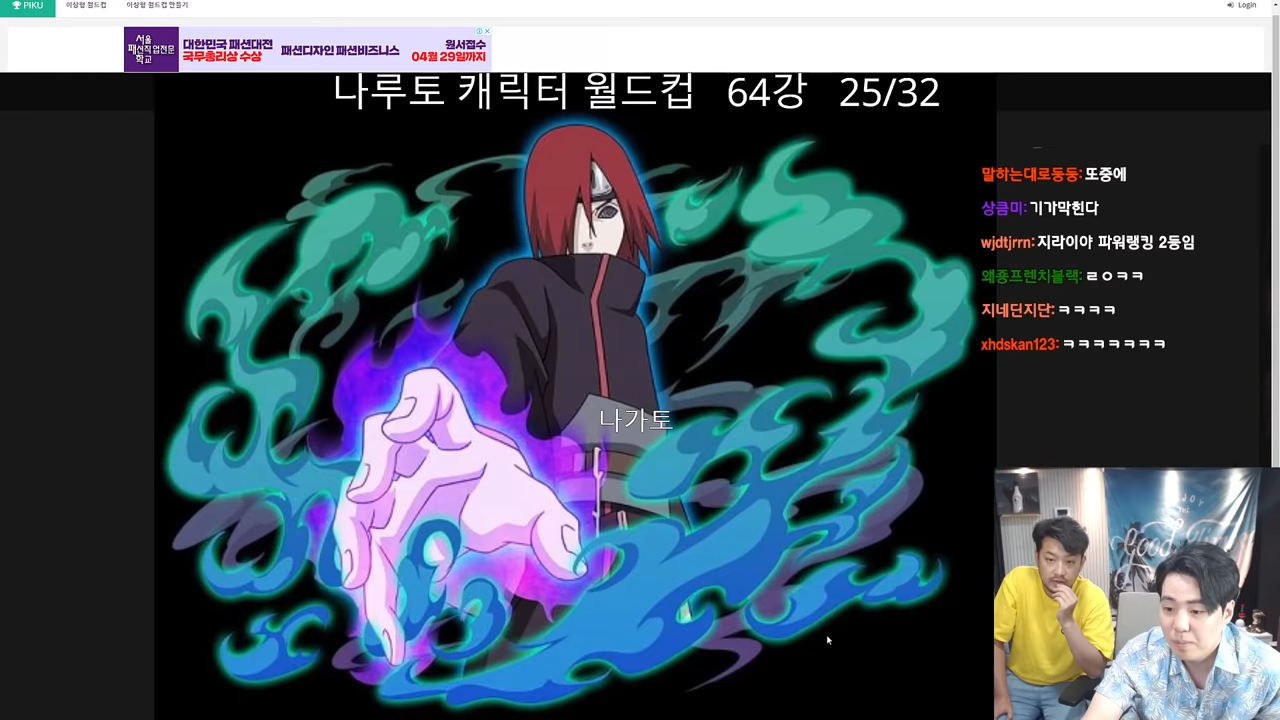 PIKU
이상형 월드컵
이상형 월드컵 만들기
Login
서울
패션직업전문
학교
대한민국 패션대전
국무총리상 수상
패션디자인 패션비즈니스
원서접수
04월 29일까지
나루토 캐릭터 월드컵 64강 25/32
말하는대로둥둥: 또중에
상큼미: 기가막힌다
wjdtjrrn: 지라이야 파워랭킹 2등임
왜종프렌치블랙: ㄹㅇㅋㅋ
지네딘지단: ㅋㅋㅋㅋ
xhdskan123: ㅋㅋㅋㅋㅋㅋㅋ
나가토
Good